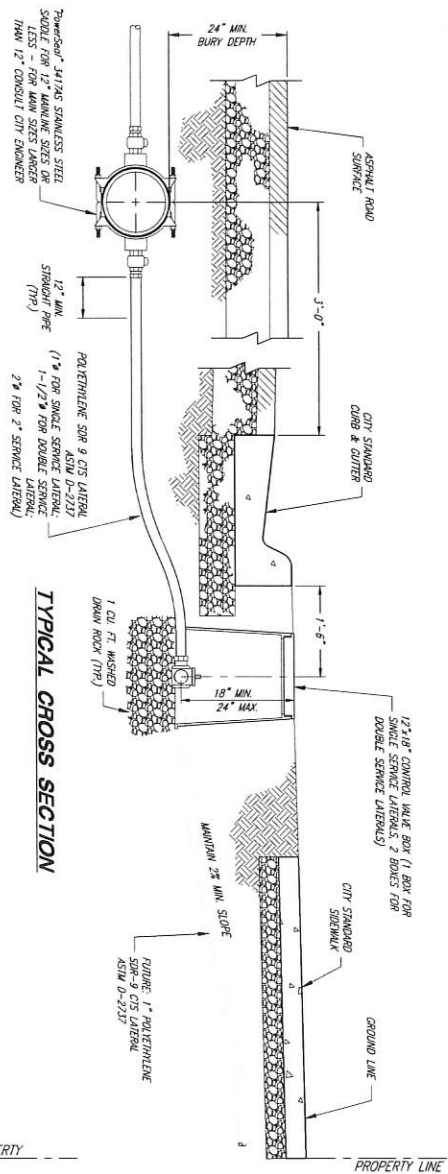 24" MIN.
BURY DEPTH
ASPHALT ROAD
SURFACE
3'-0"
CITY STANDARD
CURB & GUTTER
1'-6"
12"x18" CONTROL VALVE BOX (1 BOX FOR
SINGLE SERVICE LATERALS, 2 BOXES FOR
DOUBLE SERVICE LATERALS)
CITY STANDARD
SIDEWALK
GROUND LINE
PROPERTY LINE
"PowerSeal" 3417AS STAINLESS STEEL
SADDLE FOR 12" MAINLINE SIZES OR
LESS - FOR MAIN SIZES LARGER
THAN 12" CONSULT CITY ENGINEER
12" MIN.
STRAIGHT PIPE
(TYP.)
POLYETHYLENE SDR 9 CTS LATERAL
ASTM D-2737
(1"ø FOR SINGLE SERVICE LATERAL;
1-1/2"ø FOR DOUBLE SERVICE
LATERAL;
2"ø FOR 2" SERVICE LATERAL)
1 CU. FT. WASHED
DRAIN ROCK (TYP.)
18" MIN.
24" MAX.
MAINTAIN 2% MIN. SLOPE
FUTURE: 1" POLYETHYLENE
SDR-9 CTS LATERAL
ASTM D-2737
TYPICAL CROSS SECTION